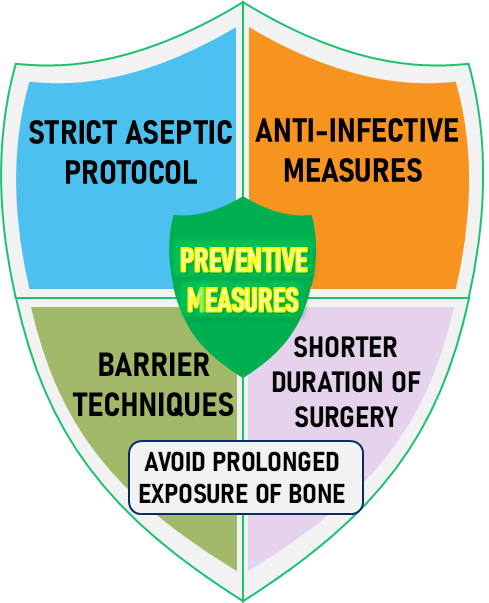 STRICT ASEPTIC
PROTOCOL
ANTI-INFECTIVE
MEASURES
PREVENTIVE
MEASURES
BARRIER
TECHNIQUES
SHORTER
DURATION OF
SURGERY
AVOID PROLONGED
EXPOSURE OF BONE